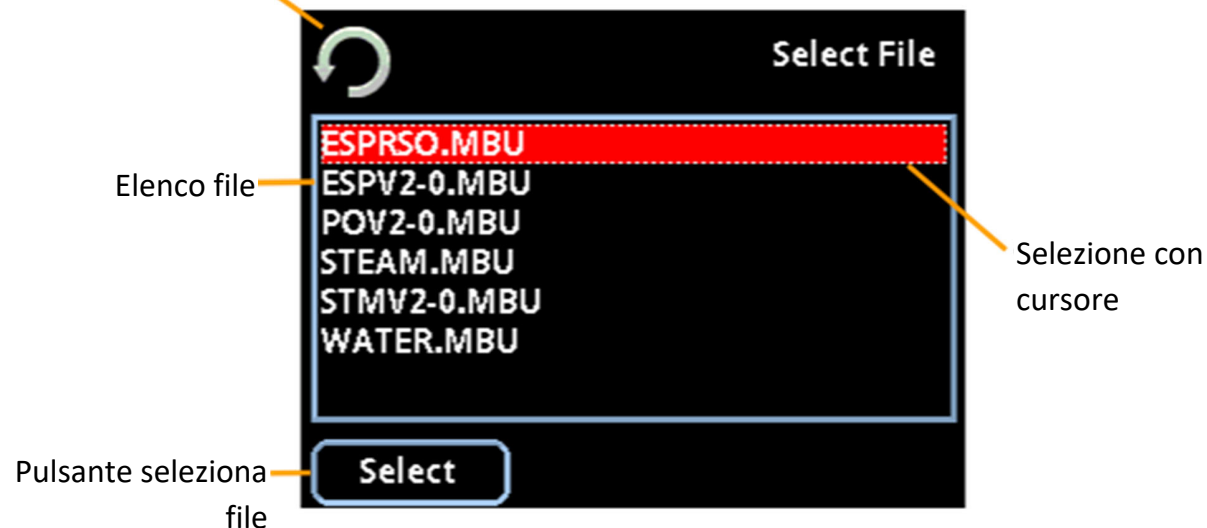 Select File
ESPRSO.MBU
ESPV2-0.MBU
Elenco file
POV2-0.MBU
STEAM.MBU
STMV2-0.MBU
WATER.MBU
Selezione con
cursore
Select
Pulsante seleziona
file